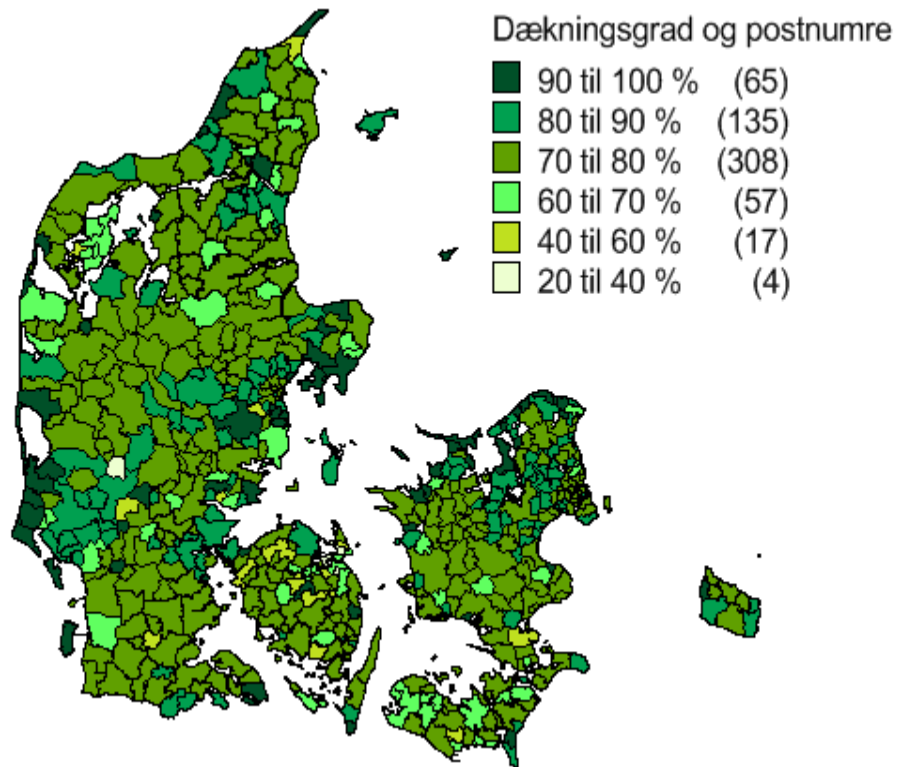 Dækningsgrad og postnumre
90 til 100 % (65)
80 til 90 % (135)
70 til 80 % (308)
60 til 70 % (57)
40 til 60 % (17)
20 til 40 % (4)